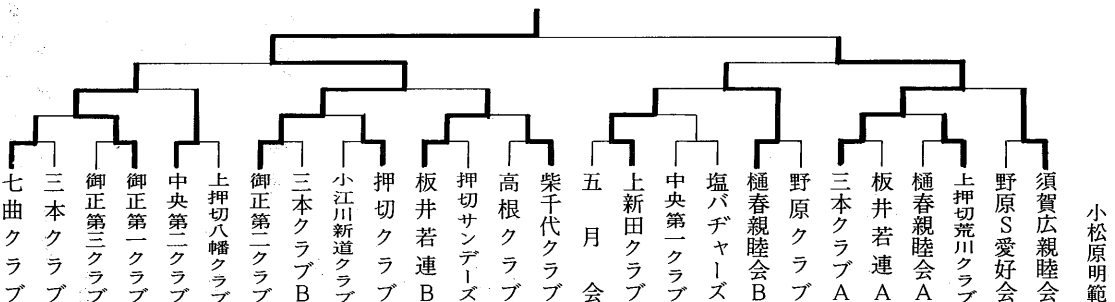 七曲クラブ
三本クラブ
御正第三クラブ
御正第一クラブ
中央第二クラブ
上押切八幡クラブ
御正第二クラブ
三本クラブB
小江川新道クラブ
押切クラブ
板井若連B
押切サンデーズ
高根クラブ
柴千代クラブ
五月会
上新田クラブ
中央第一クラブ
塩バヂャーズ
樋春親睦会B
野原クラブ
三本クラブA
板井若連A
樋春親睦会A
上押切荒川クラブ
野原S愛好会
須賀広親睦会
小松原明範